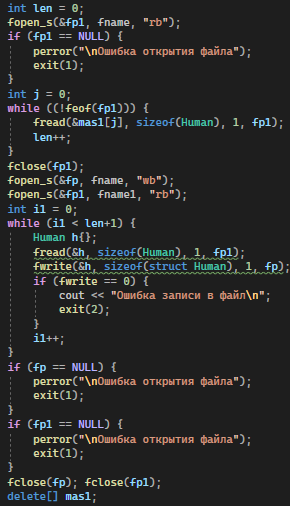 int len = 0;
fopen_s(&fp1, fname, "rb");
if (fp1 == NULL) {
perror("\nОшибка открытия файла");
exit(1);
}
int j = 0;
while ((!feof(fp1))) {
fread(&mas1[j], sizeof(Human), 1, fp1);
len++;
}
fclose(fp1);
fopen_s(&fp, fname, "wb");
fopen_s(&fp1, fname1, "rb");
int i1 = 0;
while (i1 < len+1) {
Human h{};
fread(&h, sizeof(Human), 1, fp1);
fwrite(&h, sizeof(struct Human), 1, fp);
if (fwrite == 0) {
cout << "Ошибка записи в файл\n";
exit(2);
}
i1++;
}
if (fp == NULL) {
perror("\nОшибка открытия файла");
exit(1);
}
if (fp1 == NULL) {
perror("\nОшибка открытия файла");
exit(1);
}
fclose(fp); fclose(fp1);
delete[] mas1;